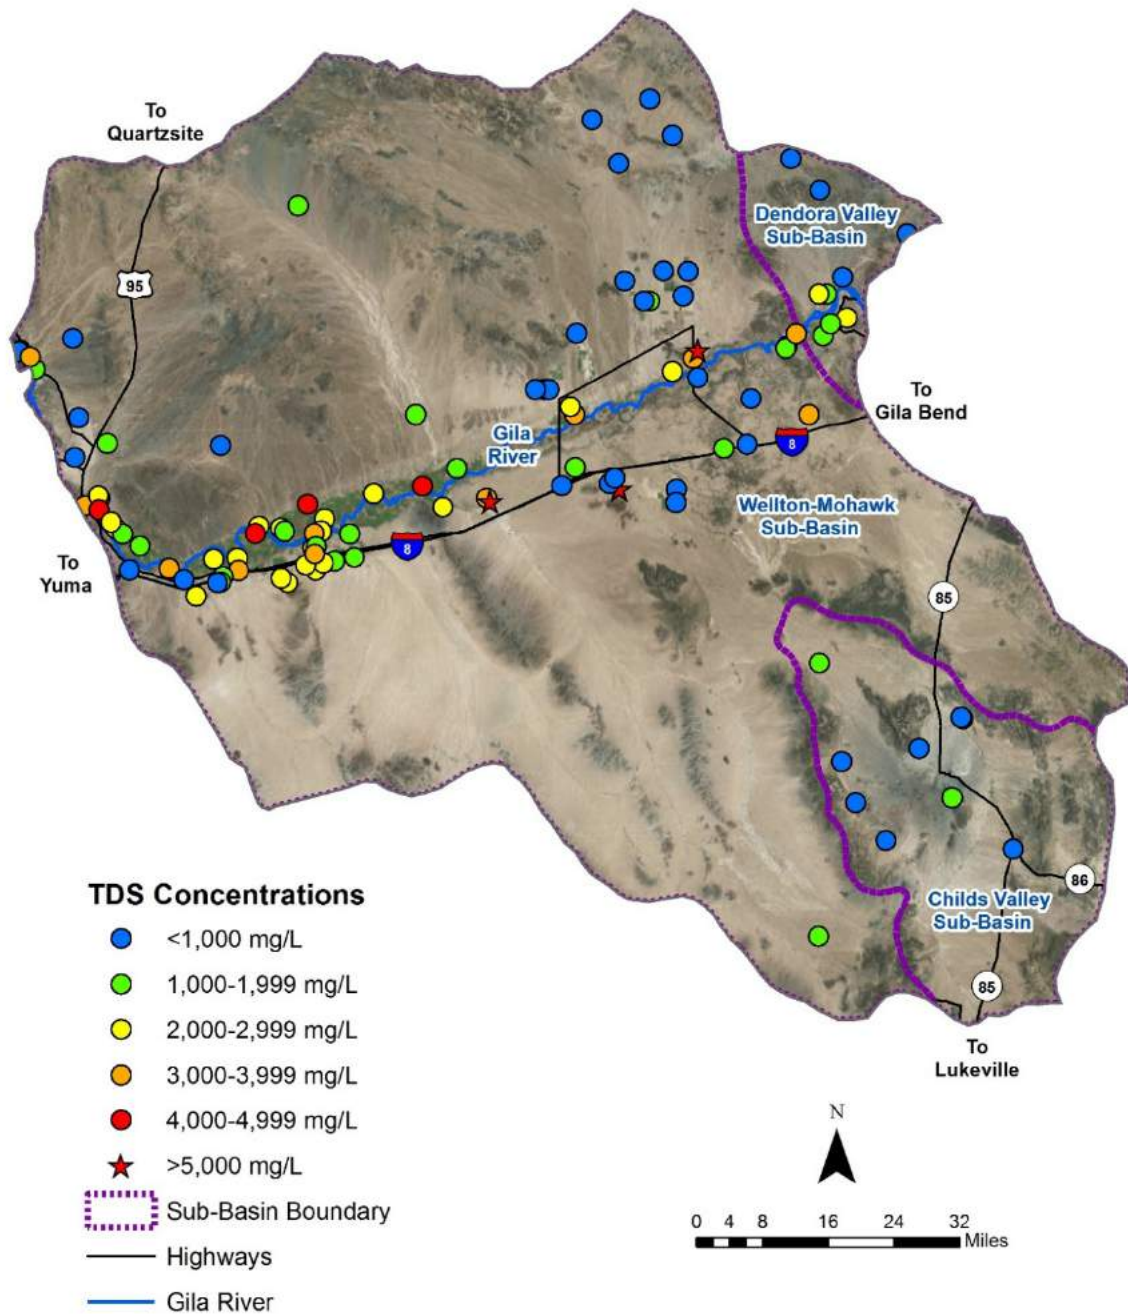 To
Quartzsite
95
Dendora Valley
Sub-Basin
To
Gila Bend
Gila
River
8
Wellton-Mohawk
Sub-Basin
8
To
Yuma
85
86
Childs Valley
Sub-Basin
85
To
Lukeville
TDS Concentrations
<1,000 mg/L
1,000-1,999 mg/L
2,000-2,999 mg/L
3,000-3,999 mg/L
4,000-4,999 mg/L
>5,000 mg/L
Sub-Basin Boundary
Highways
Gila River
N
0 4 8 16 24 32
Miles